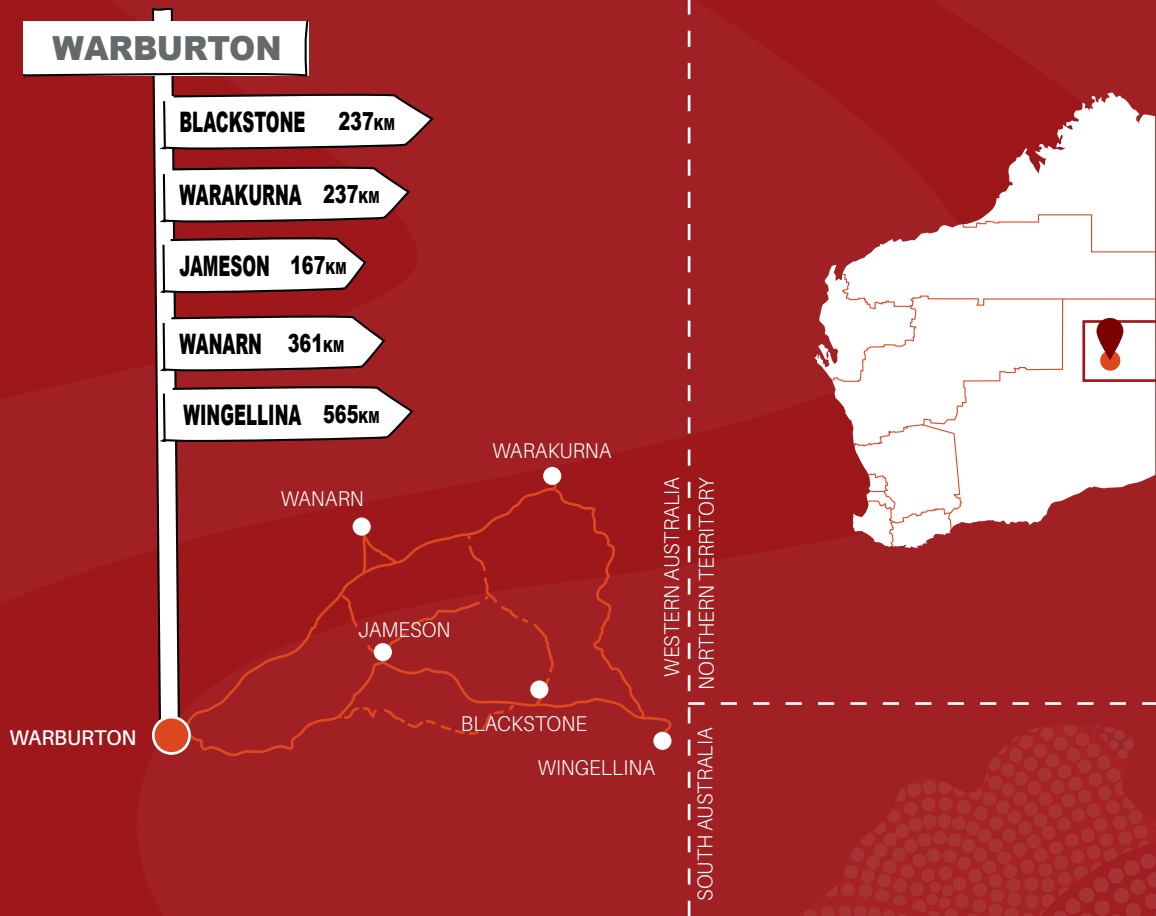 WARBURTON
BLACKSTONE 237KM
WARAKURNA 237KM
JAMESON 167KM
WANARN 361KM
WINGELLINA 565KM
WARAKURNA
WANARN
JAMESON
BLACKSTONE
WARBURTON
WINGELLINA
WESTERN AUSTRALIA
NORTHERN TERRITORY
SOUTH AUSTRALIA